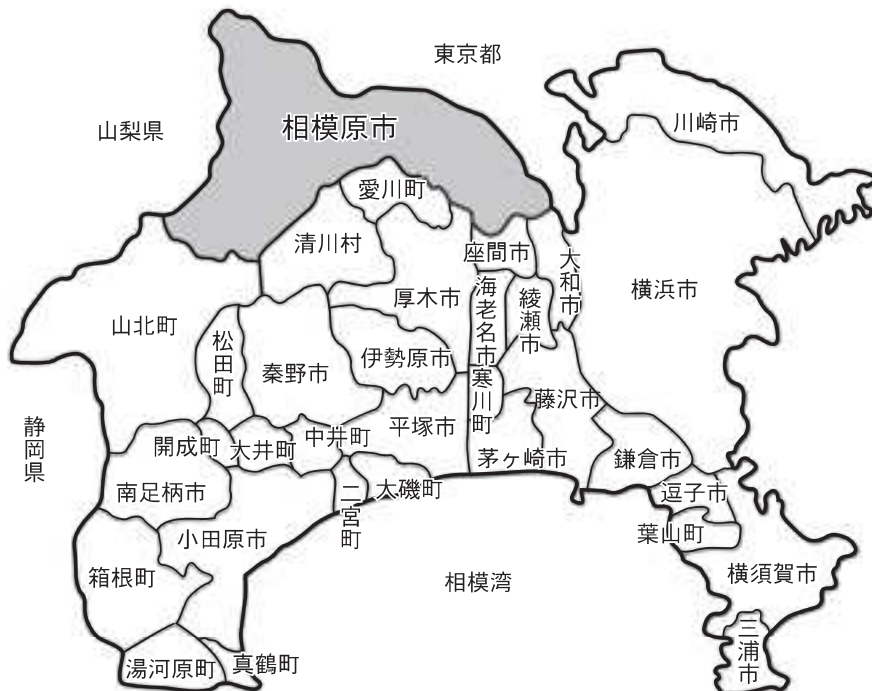 東京都
山梨県
川崎市
相模原市
愛川町
清川村
座間市
大和市
厚木市
海老名市
綾瀬市
横浜市
山北町
松田町
秦野市
伊勢原市
寒川町
藤沢市
静岡県
開成町
大井町
中井町
平塚市
茅ヶ崎市
鎌倉市
南足柄市
二宮町
大磯町
逗子市
小田原市
葉山町
箱根町
相模湾
横須賀市
三浦市
湯河原町
真鶴町